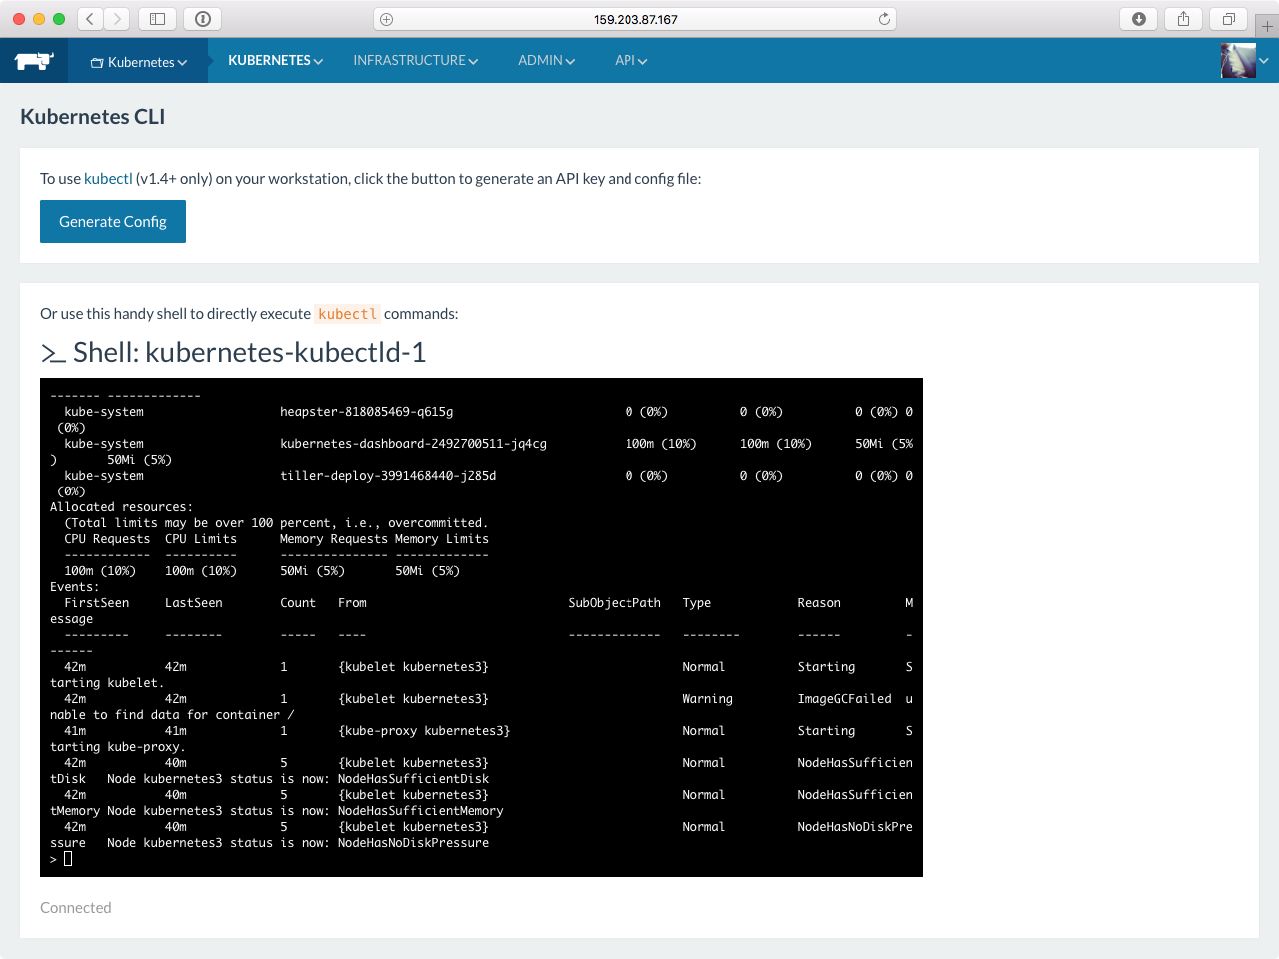 159.203.87.167
Kubernetes
KUBERNETES
INFRASTRUCTURE
ADMIN
API
Kubernetes CLI
To use kubectl (v1.4+ only) on your workstation, click the button to generate an API key and config file:
Generate Config
Or use this handy shell to directly execute kubectl commands:
>_ Shell: kubernetes-kubectld-1
------- -------------
kube-system heapster-818085469-q615g 0 (0%) 0 (0%) 0 (0%) 0
(0%)
kube-system kubernetes-dashboard-2492700511-jq4cg 100m (10%) 100m (10%) 50Mi (5%
) 50Mi (5%)
kube-system tiller-deploy-3991468440-j285d 0 (0%) 0 (0%) 0 (0%) 0
(0%)
Allocated resources:
(Total limits may be over 100 percent, i.e., overcommitted.
CPU Requests CPU Limits Memory Requests Memory Limits
------------ ---------- --------------- -------------
100m (10%) 100m (10%) 50Mi (5%) 50Mi (5%)
Events:
FirstSeen LastSeen Count From SubObjectPath Type Reason M
essage
--------- -------- ----- ---- ------------- -------- ------ -
------
42m 42m 1 {kubelet kubernetes3} Normal Starting S
tarting kubelet.
42m 42m 1 {kubelet kubernetes3} Warning ImageGCFailed u
nable to find data for container /
41m 41m 1 {kube-proxy kubernetes3} Normal Starting S
tarting kube-proxy.
42m 40m 5 {kubelet kubernetes3} Normal NodeHasSufficien
tDisk Node kubernetes3 status is now: NodeHasSufficientDisk
42m 40m 5 {kubelet kubernetes3} Normal NodeHasSufficien
tMemory Node kubernetes3 status is now: NodeHasSufficientMemory
42m 40m 5 {kubelet kubernetes3} Normal NodeHasNoDiskPre
ssure Node kubernetes3 status is now: NodeHasNoDiskPressure
>
Connected